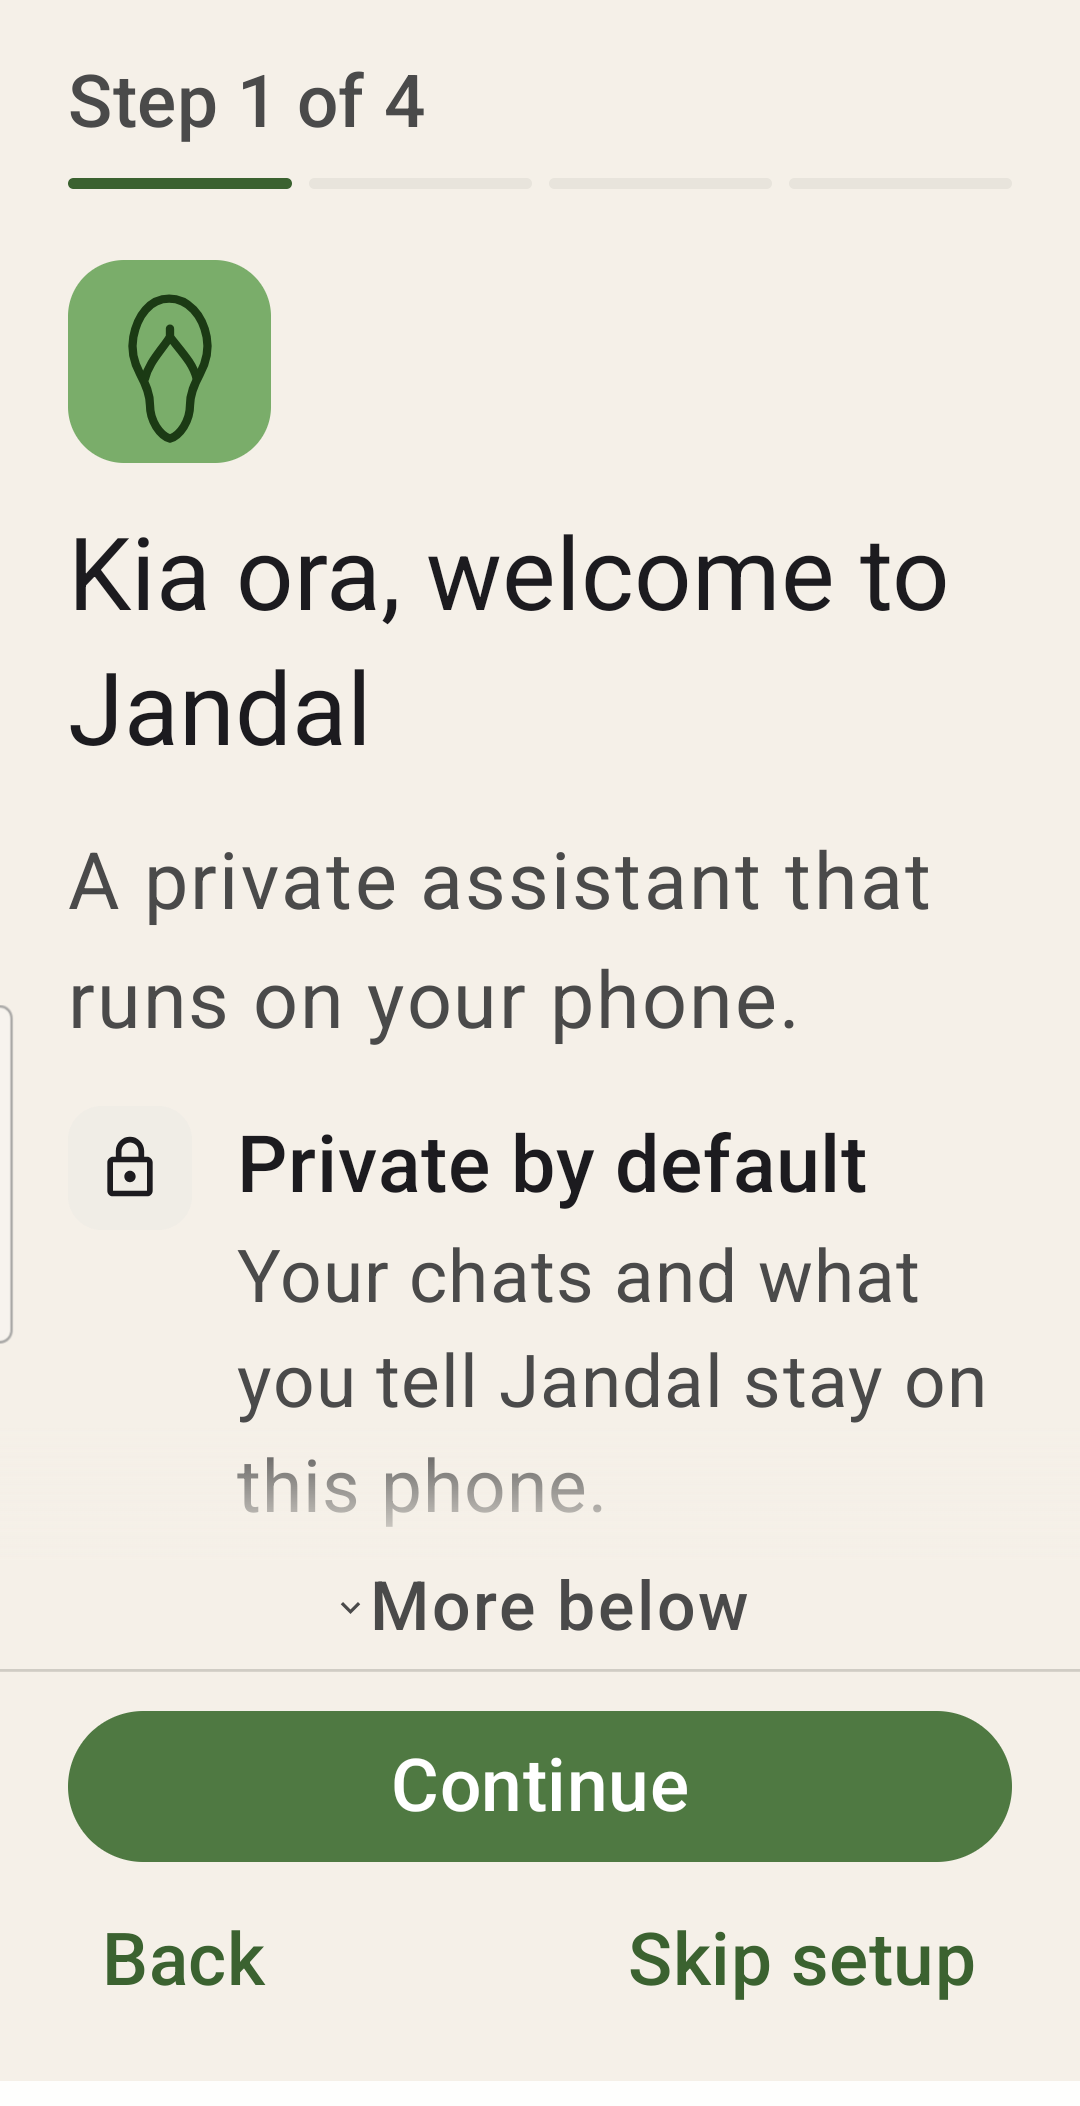 Step 1 of 4
Kia ora, welcome to
Jandal
A private assistant that
runs on your phone.
Private by default
Your chats and what
you tell Jandal stay on
this phone.
More below
Continue
Back
Skip setup